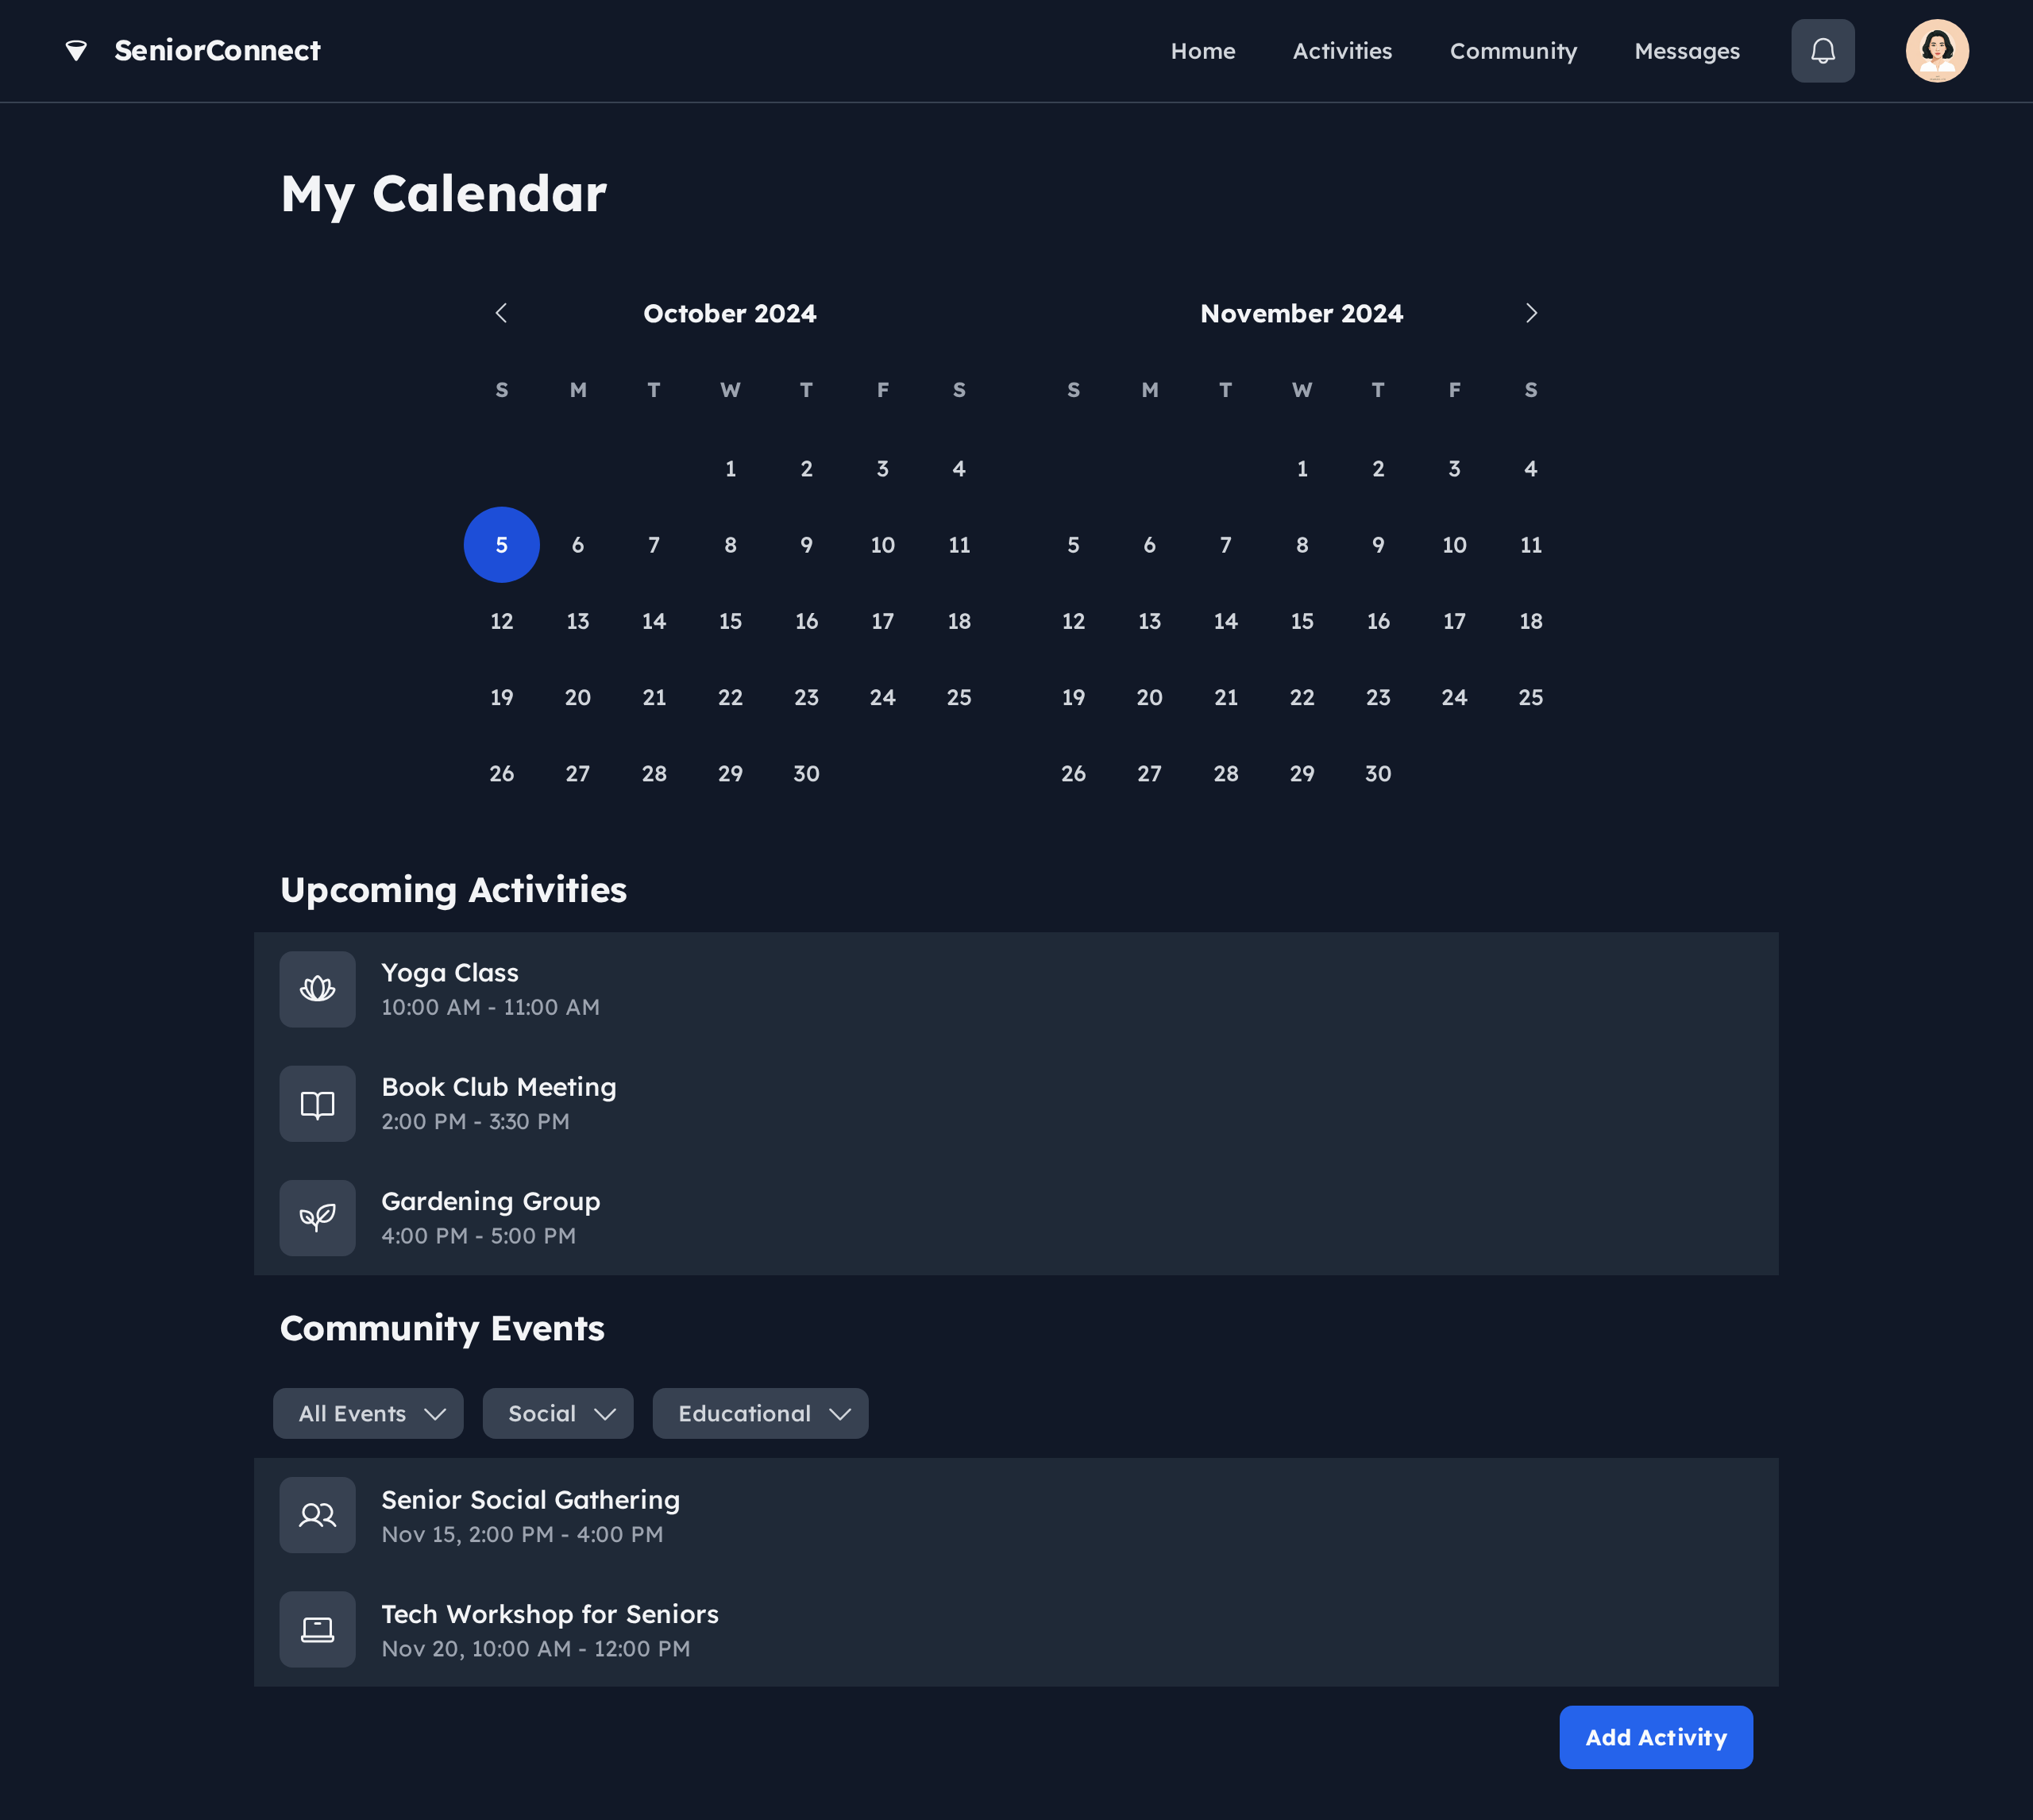 SeniorConnect
Home Activities Community Messages
My Calendar
October 2024
S M T W T F S
1 2 3 4
5 6 7 8 9 10 11
12 13 14 15 16 17 18
19 20 21 22 23 24 25
26 27 28 29 30
November 2024
S M T W T F S
1 2 3 4
5 6 7 8 9 10 11
12 13 14 15 16 17 18
19 20 21 22 23 24 25
26 27 28 29 30
Upcoming Activities
Yoga Class
10:00 AM - 11:00 AM
Book Club Meeting
2:00 PM - 3:30 PM
Gardening Group
4:00 PM - 5:00 PM
Community Events
All Events Social Educational
Senior Social Gathering
Nov 15, 2:00 PM - 4:00 PM
Tech Workshop for Seniors
Nov 20, 10:00 AM - 12:00 PM
Add Activity